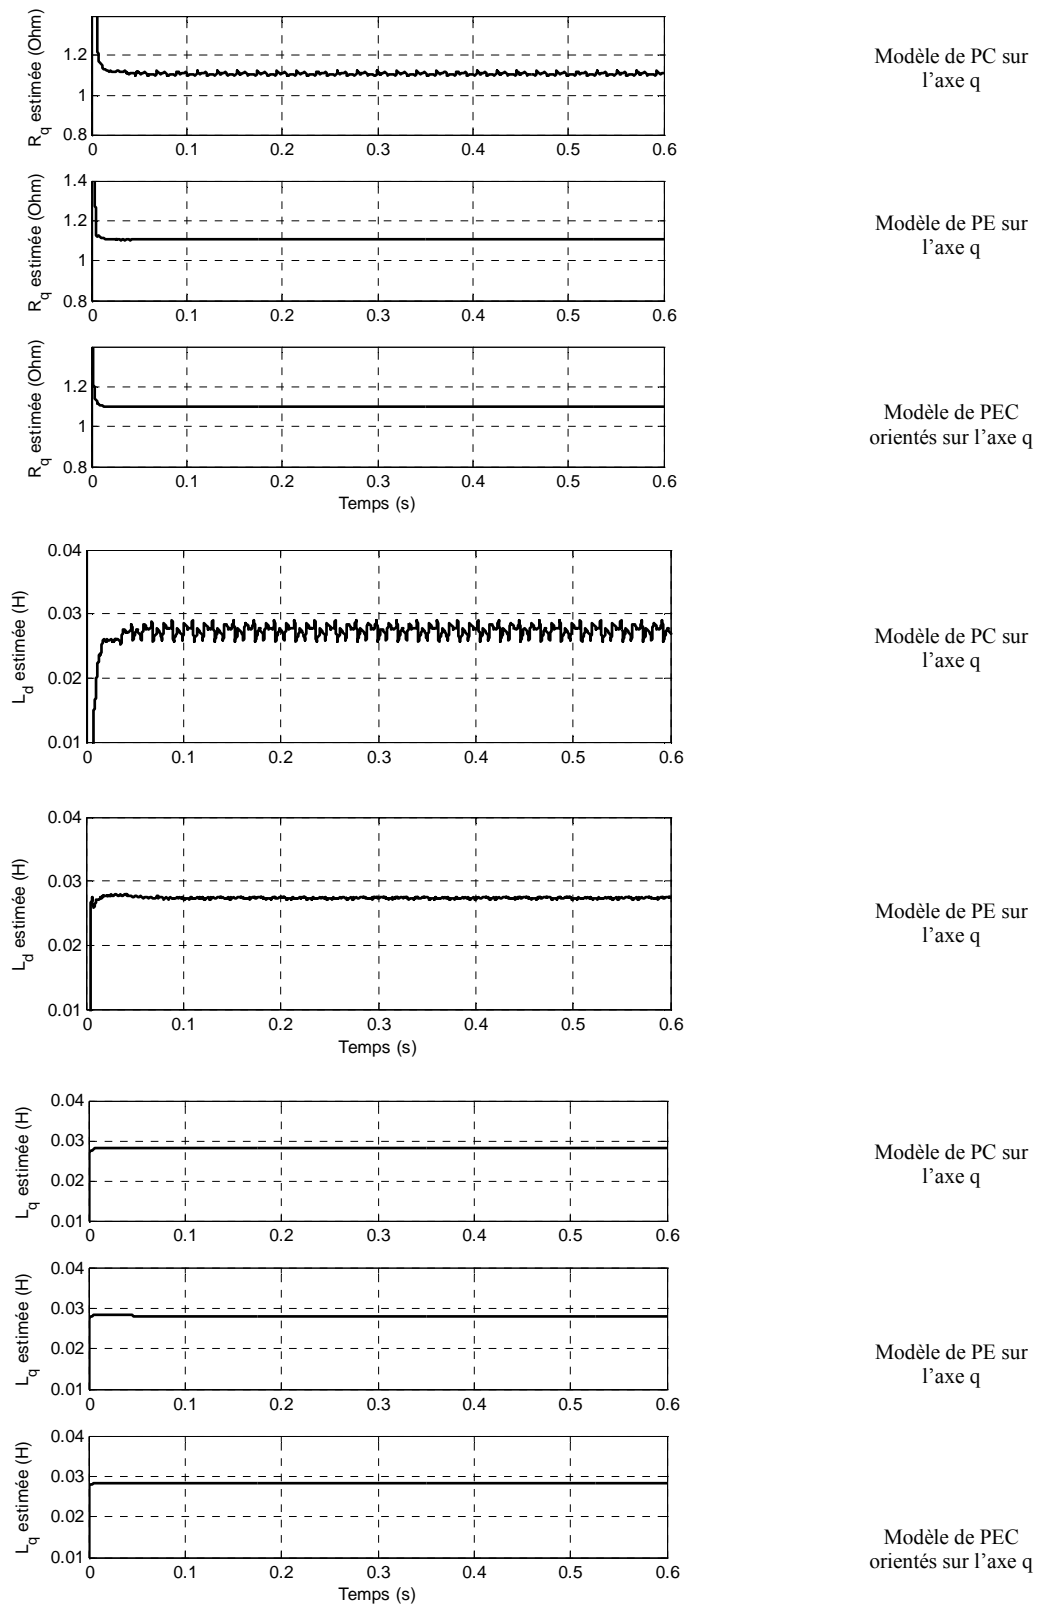 R_q estimée (Ohm)
1.2
1
0.8
0 0.1 0.2 0.3 0.4 0.5 0.6
Modèle de PC sur
l'axe q
R_q estimée (Ohm)
1.4
1.2
1
0.8
0 0.1 0.2 0.3 0.4 0.5 0.6
Modèle de PE sur
l'axe q
R_q estimée (Ohm)
1.2
1
0.8
0 0.1 0.2 0.3 0.4 0.5 0.6
Temps (s)
Modèle de PEC
orientés sur l'axe q
L_d estimée (H)
0.04
0.03
0.02
0.01
0 0.1 0.2 0.3 0.4 0.5 0.6
Modèle de PC sur
l'axe q
L_d estimée (H)
0.04
0.03
0.02
0.01
0 0.1 0.2 0.3 0.4 0.5 0.6
Temps (s)
Modèle de PE sur
l'axe q
L_q estimée (H)
0.04
0.03
0.02
0.01
0 0.1 0.2 0.3 0.4 0.5 0.6
Modèle de PC sur
l'axe q
L_q estimée (H)
0.04
0.03
0.02
0.01
0 0.1 0.2 0.3 0.4 0.5 0.6
Modèle de PE sur
l'axe q
L_q estimée (H)
0.04
0.03
0.02
0.01
0 0.1 0.2 0.3 0.4 0.5 0.6
Temps (s)
Modèle de PEC
orientés sur l'axe q